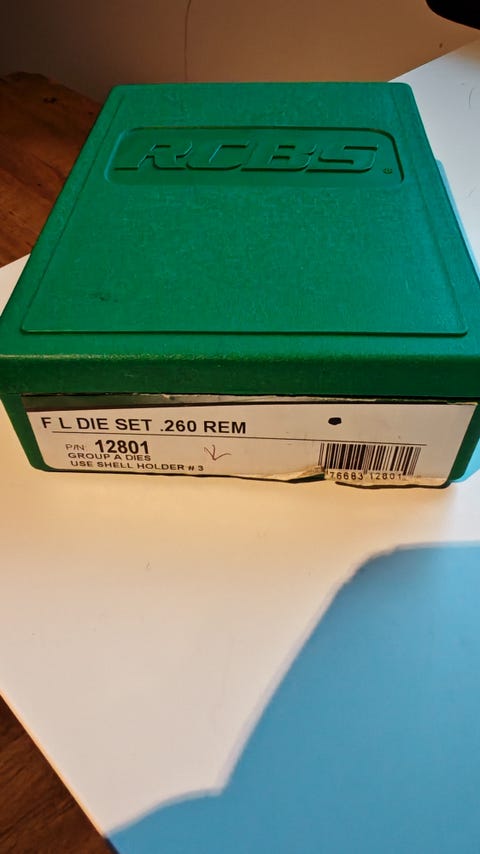 RCBS®
F L DIE SET .260 REM
P/N: 12801
GROUP A DIES
USE SHELL HOLDER # 3
76683 12801